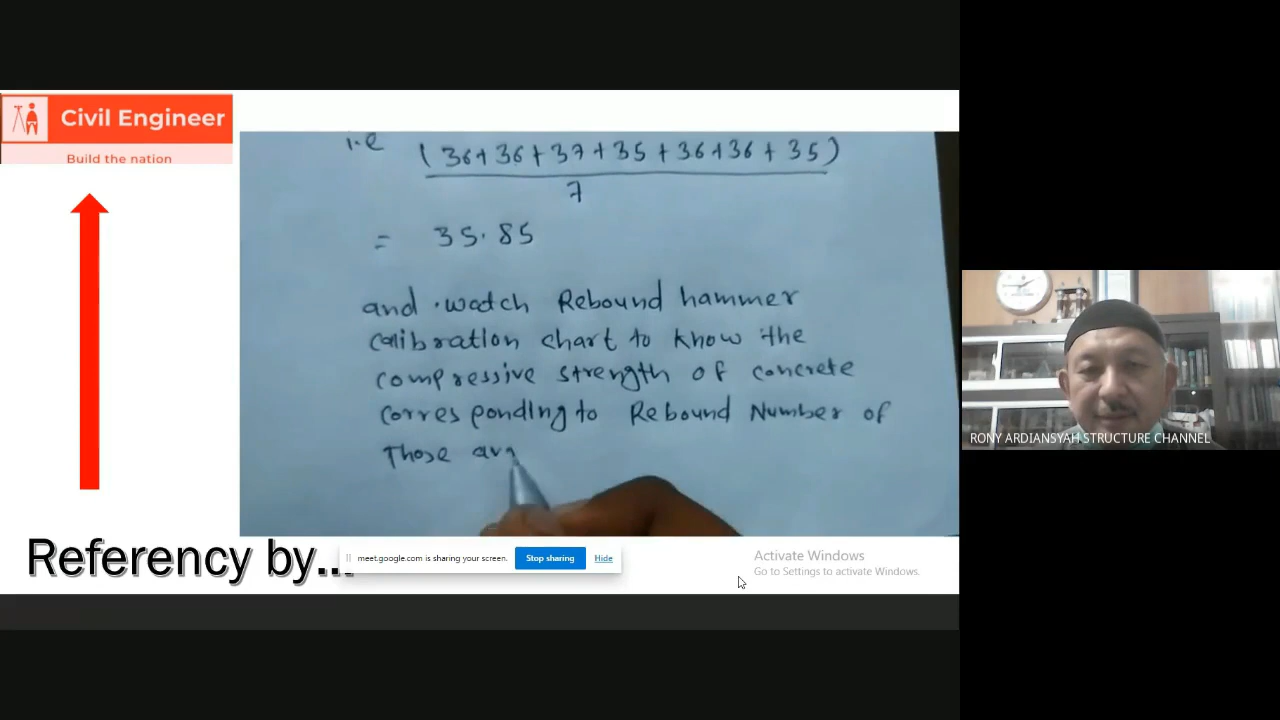 Civil Engineer
Build the nation
i.e (36+36+37+35+36+36+35)
7
= 35.85
and watch Rebound hammer
calibration chart to know the
compressive strength of concrete
corresponding to Rebound Number of
Those avg
RONY ARDIANSYAH STRUCTURE CHANNEL
Referency by...
meet.google.com is sharing your screen. Stop sharing Hide
Activate Windows
Go to Settings to activate Windows.